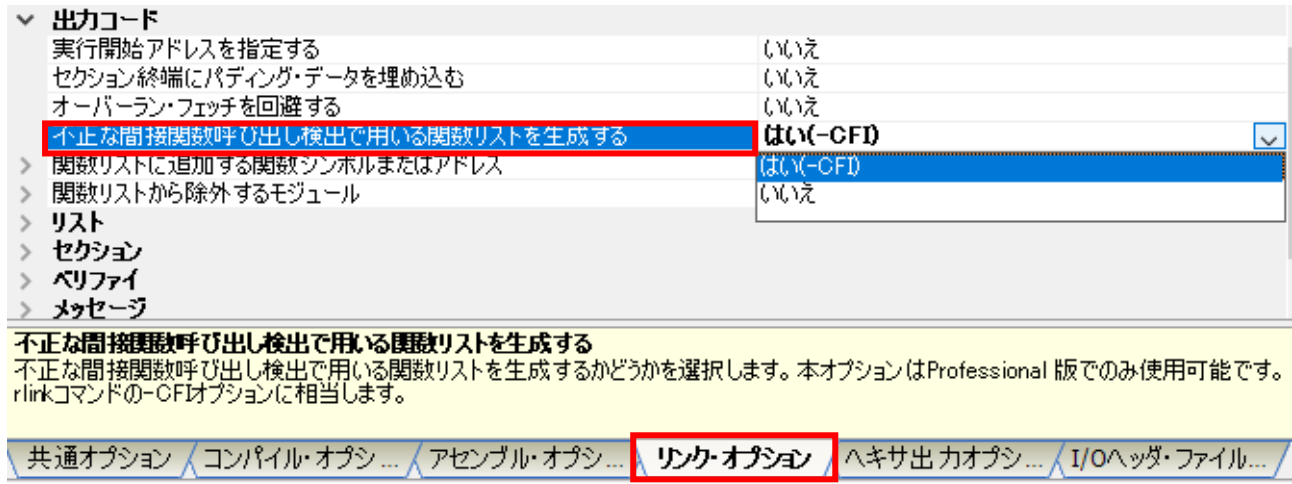 出力コード
実行開始アドレスを指定する いいえ
セクション終端にパディング・データを埋め込む いいえ
オーバーラン・フェッチを回避する いいえ
不正な間接関数呼び出し検出で用いる関数リストを生成する はい(-CFI)
関数リストに追加する関数シンボルまたはアドレス はい(-CFI)
関数リストから除外するモジュール いいえ
リスト
セクション
ベリファイ
メッセージ
不正な間接関数呼び出し検出で用いる関数リストを生成する
不正な間接関数呼び出し検出で用いる関数リストを生成するかどうかを選択します。本オプションはProfessional 版でのみ使用可能です。
rlinkコマンドの-CFIオプションに相当します。
共通オプション コンパイル・オプシ... アセンブル・オプシ... リンク・オプション ヘキサ出力オプシ... I/Oヘッダ・ファイル...